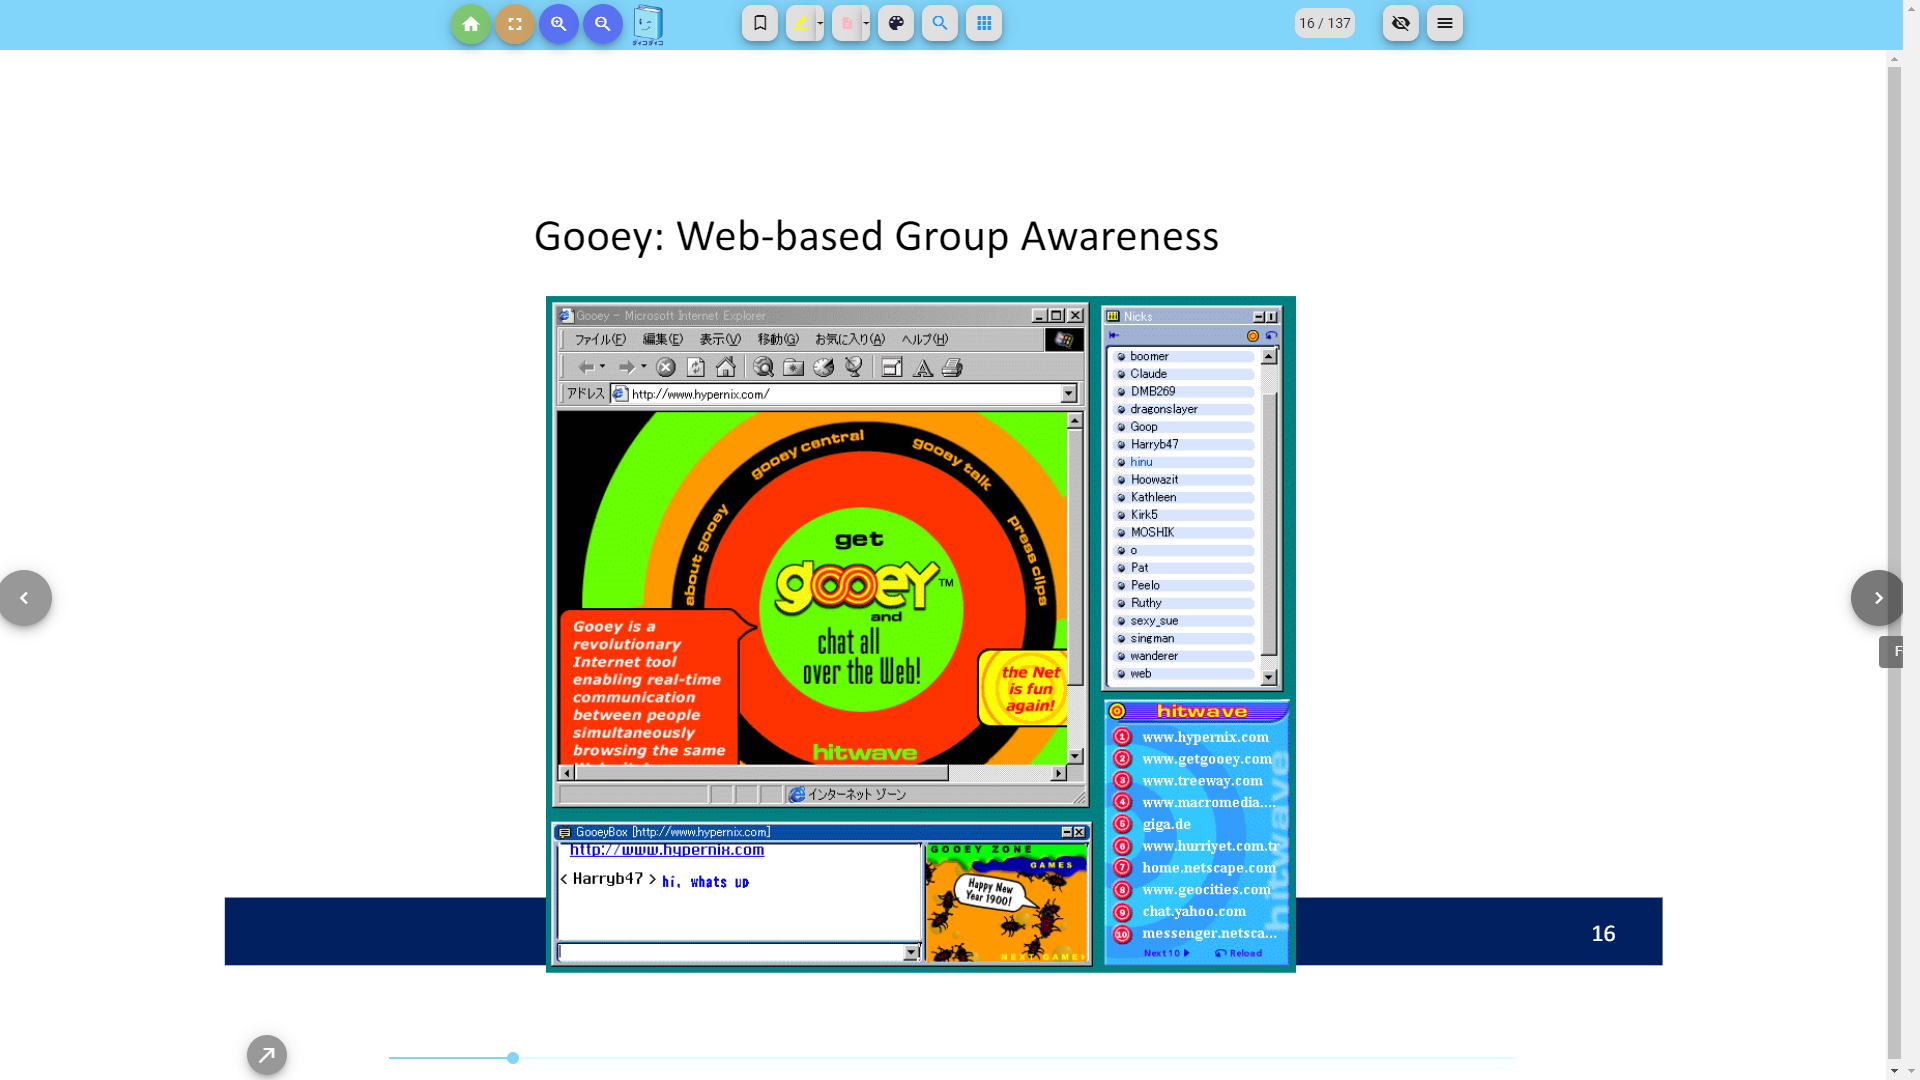 ダイコダイコ
16 / 137
Gooey: Web-based Group Awareness
Gooey - Microsoft Internet Explorer
ファイル(F) 編集(E) 表示(V) 移動(G) お気に入り(A) ヘルプ(H)
アドレス http://www.hypernix.com/
about gooey
gooey central
gooey talk
press clips
get
gooey™
and
chat all
over the Web!
Gooey is a
revolutionary
Internet tool
enabling real-time
communication
between people
simultaneously
browsing the same
the Net
is fun
again!
hitwave
インターネット ゾーン
Nicks
boomer
Claude
DMB269
dragonslayer
Goop
Harryb47
hinu
Hoowazit
Kathleen
Kirk5
MOSHIK
o
Pat
Peelo
Ruthy
sexy_sue
singman
wanderer
web
hitwave
1 www.hypernix.com
2 www.getgooey.com
3 www.treeway.com
4 www.macromedia....
5 giga.de
6 www.hurriyet.com.tr
7 home.netscape.com
8 www.geocities.com
9 chat.yahoo.com
10 messenger.netsca...
Next 10 Reload
hitwave
GooeyBox [http://www.hypernix.com]
http://www.hypernix.com
< Harryb47 > hi, whats up
GOOEY ZONE
GAMES
Happy New
Year 1900!
NEXT GAME
16
F